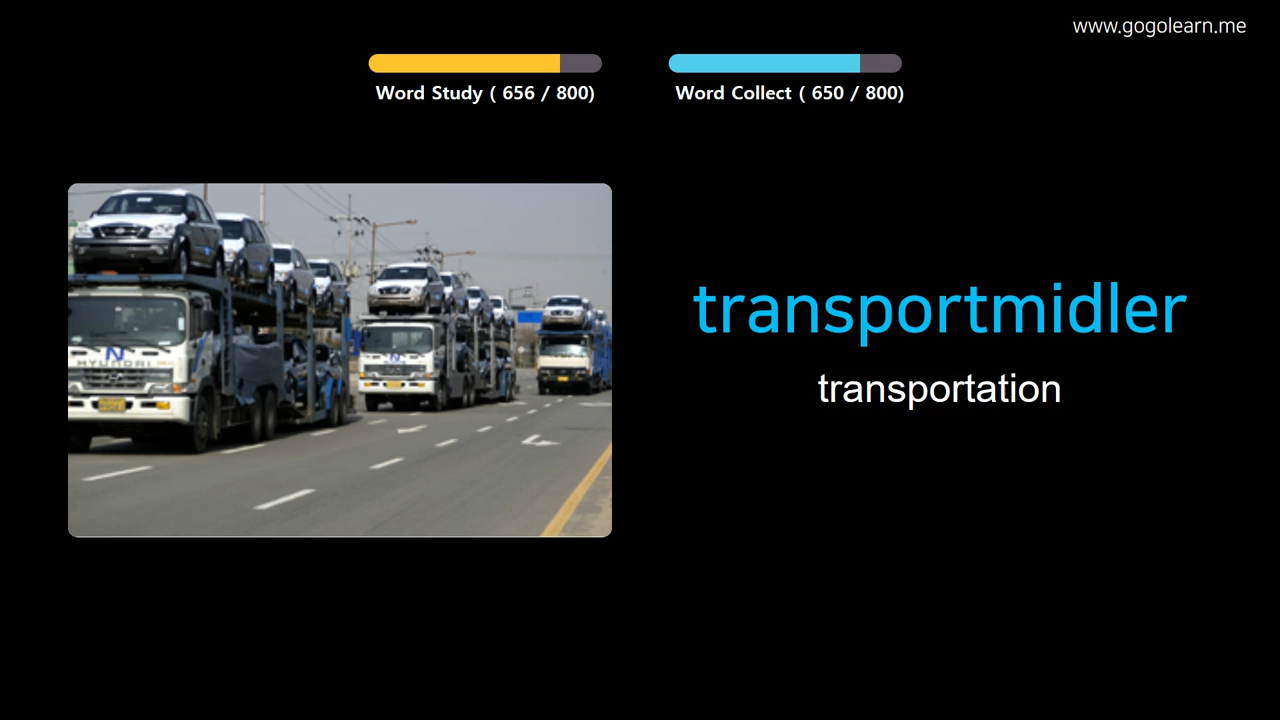 www.gogolearn.me
Word Study ( 656 / 800)
Word Collect ( 650 / 800)
transportmidler
transportation
N
HYUNDAI
N